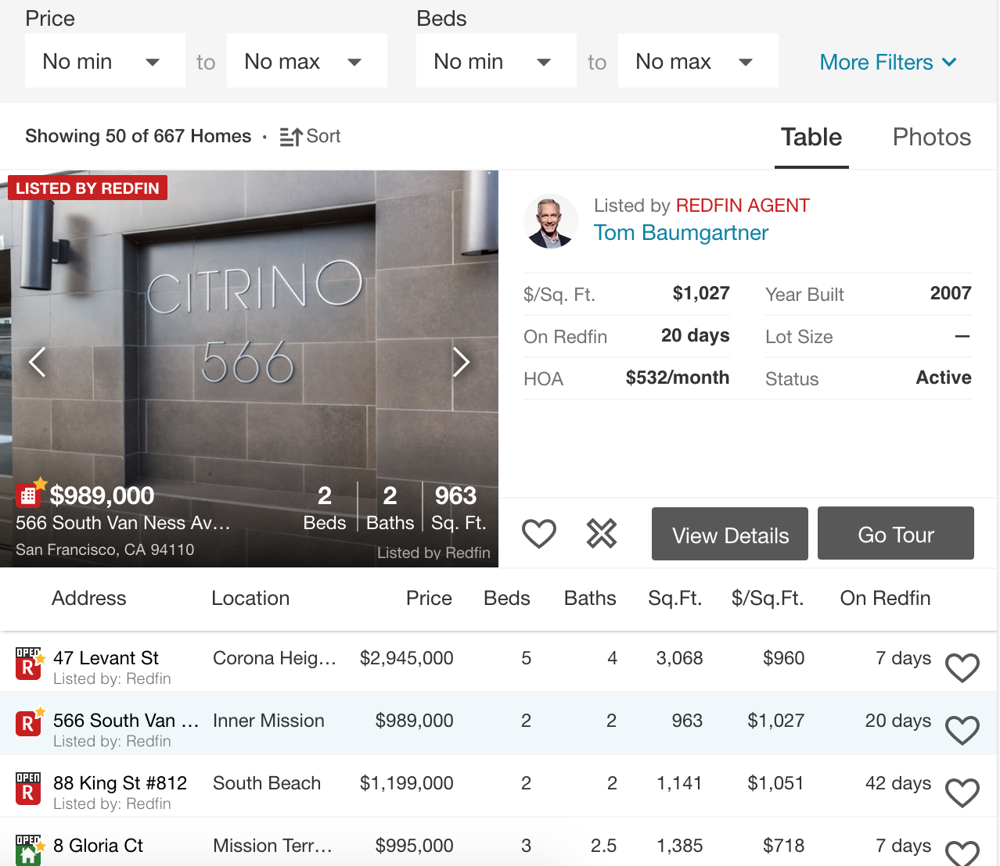 Price
Beds
No min to No max
No min to No max
More Filters
Showing 50 of 667 Homes · Sort
Table
Photos
LISTED BY REDFIN
CITRINO
566
$989,000
2 Beds
2 Baths
963 Sq. Ft.
566 South Van Ness Av...
San Francisco, CA 94110
Listed by Redfin
Listed by REDFIN AGENT
Tom Baumgartner
$/Sq. Ft. $1,027
Year Built 2007
On Redfin 20 days
Lot Size —
HOA $532/month
Status Active
View Details
Go Tour
Address Location Price Beds Baths Sq.Ft. $/Sq.Ft. On Redfin
OPEN
R
47 Levant St Corona Heig... $2,945,000 5 4 3,068 $960 7 days
Listed by: Redfin
R
566 South Van ... Inner Mission $989,000 2 2 963 $1,027 20 days
Listed by: Redfin
OPEN
R
88 King St #812 South Beach $1,199,000 2 2 1,141 $1,051 42 days
Listed by: Redfin
OPEN
8 Gloria Ct Mission Terr... $995,000 3 2.5 1,385 $718 7 days